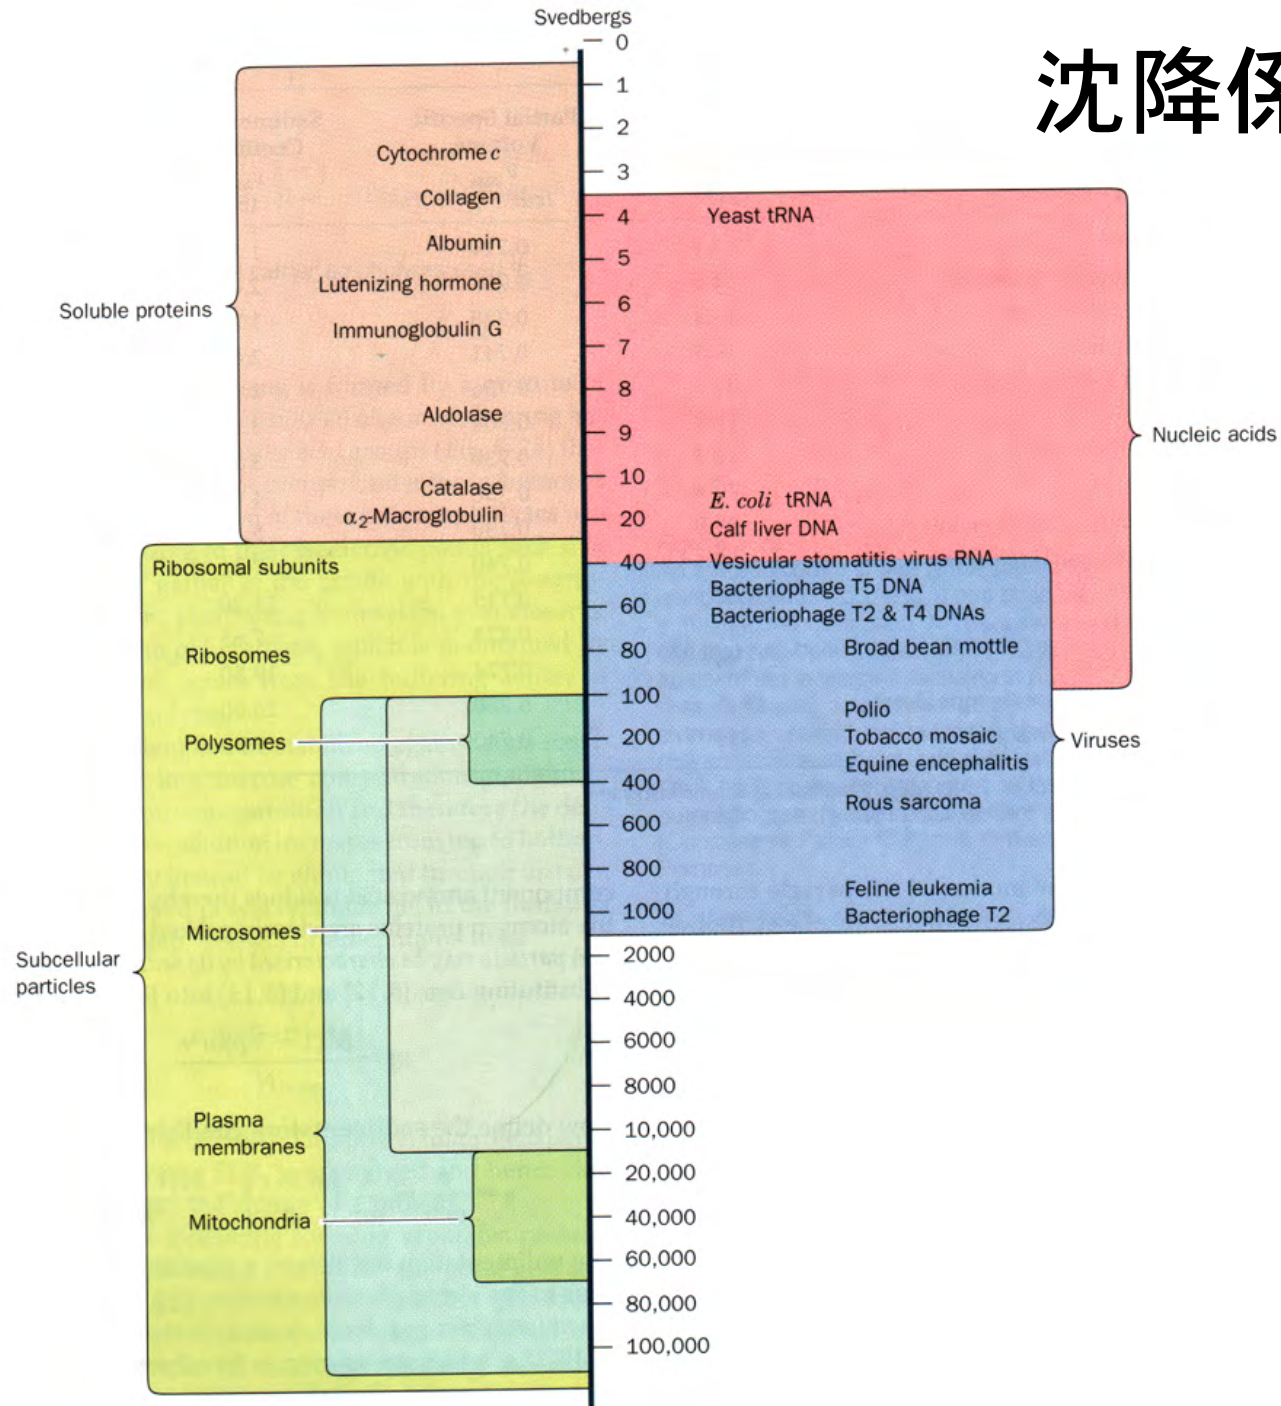 Svedbergs
沈降係
0
1
2
3
4
5
6
7
8
9
10
20
40
60
80
100
200
400
600
800
1000
2000
4000
6000
8000
10,000
20,000
40,000
60,000
80,000
100,000
Soluble proteins
Cytochrome c
Collagen
Albumin
Lutenizing hormone
Immunoglobulin G
Aldolase
Catalase
α2-Macroglobulin
Subcellular
particles
Ribosomal subunits
Ribosomes
Polysomes
Microsomes
Plasma
membranes
Mitochondria
Nucleic acids
Yeast tRNA
E. coli tRNA
Calf liver DNA
Vesicular stomatitis virus RNA
Bacteriophage T5 DNA
Bacteriophage T2 & T4 DNAs
Viruses
Broad bean mottle
Polio
Tobacco mosaic
Equine encephalitis
Rous sarcoma
Feline leukemia
Bacteriophage T2